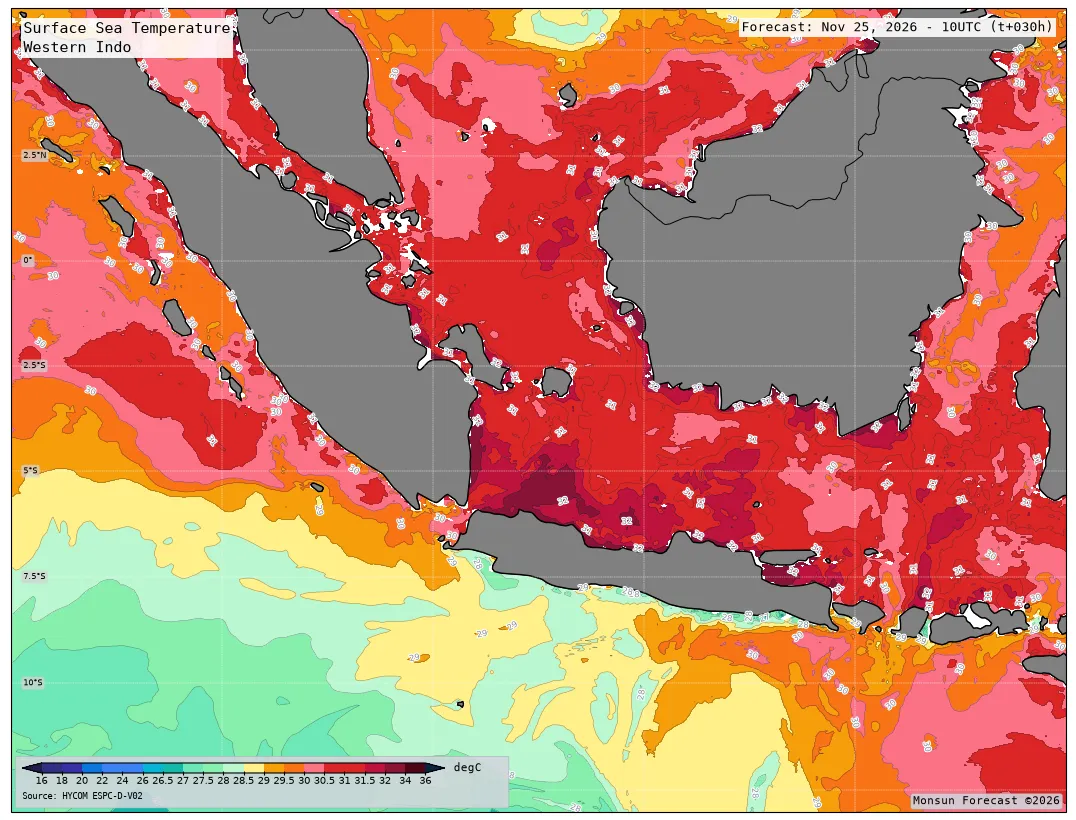 Surface Sea Temperature
Western Indo
Forecast: Nov 25, 2026 - 10UTC (t+030h)
2.5°N
0°
2.5°S
5°S
7.5°S
10°S
degC
16 18 20 22 24 26 26.5 27 27.5 28 28.5 29 29.5 30 30.5 31 31.5 32 34 36
Source: HYCOM ESPC-D-V02
Monsun Forecast ©2026